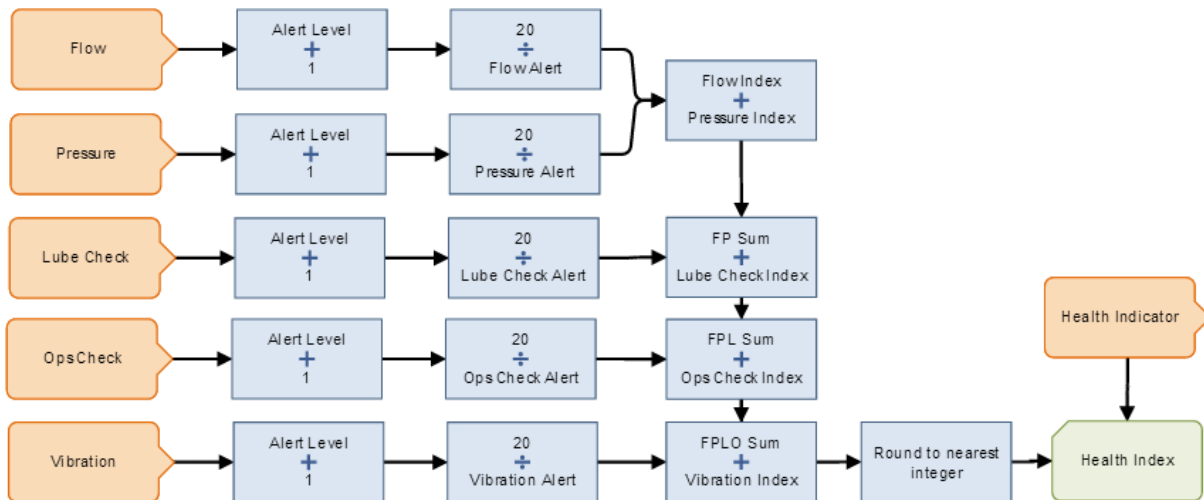 Flow
Alert Level
+
1
20
÷
Flow Alert
Flow Index
+
Pressure Index
Pressure
Alert Level
+
1
20
÷
Pressure Alert
Lube Check
Alert Level
+
1
20
÷
Lube Check Alert
FP Sum
+
Lube Check Index
Health Indicator
Ops Check
Alert Level
+
1
20
÷
Ops Check Alert
FPL Sum
+
Ops Check Index
Vibration
Alert Level
+
1
20
÷
Vibration Alert
FPLO Sum
+
Vibration Index
Round to nearest
integer
Health Index